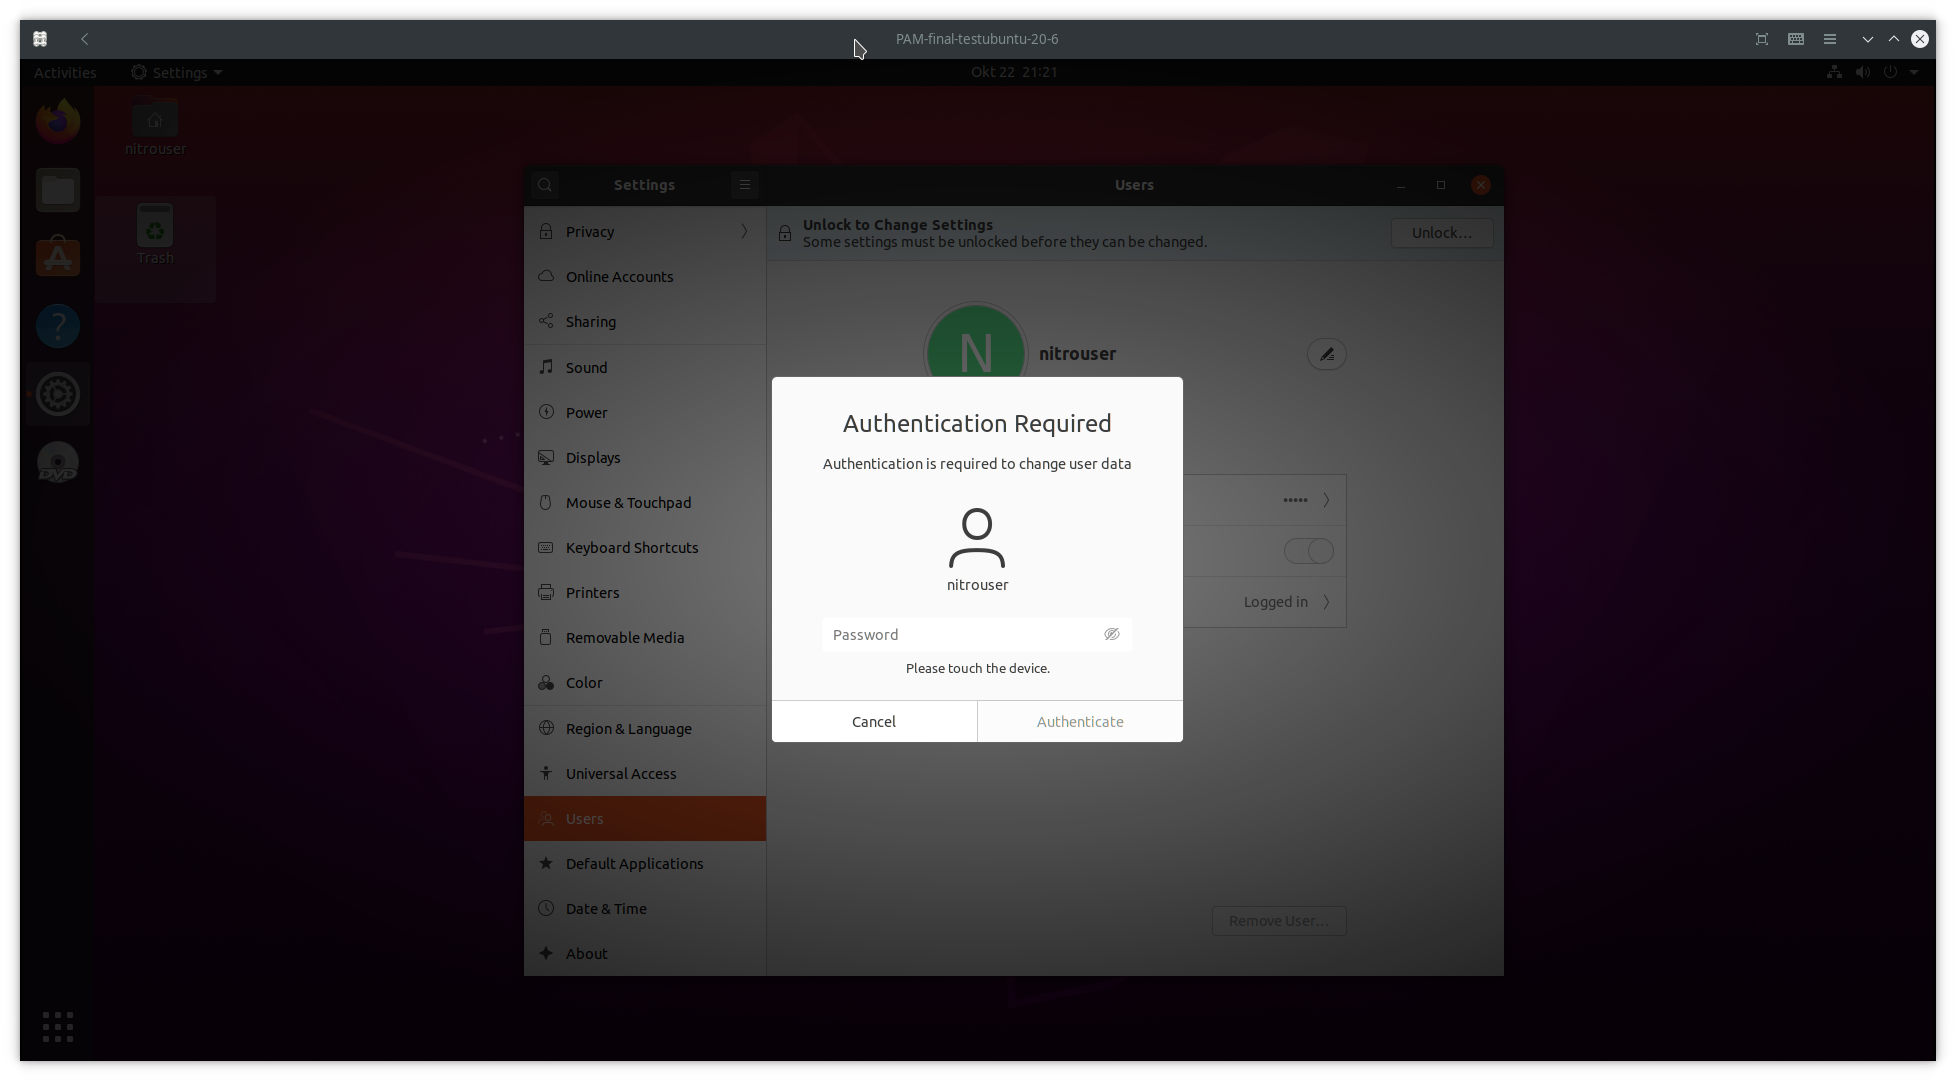 PAM-final-testubuntu-20-6
Activities
Settings
Okt 22 21:21
nitrouser
Trash
Settings
Users
Privacy
Online Accounts
Sharing
Sound
Power
Displays
Mouse & Touchpad
Keyboard Shortcuts
Printers
Removable Media
Color
Region & Language
Universal Access
Users
Default Applications
Date & Time
About
Unlock to Change Settings
Some settings must be unlocked before they can be changed.
Unlock...
N
nitrouser
•••••
Logged in
Remove User...
Authentication Required
Authentication is required to change user data
nitrouser
Password
Please touch the device.
Cancel
Authenticate
?
DVD